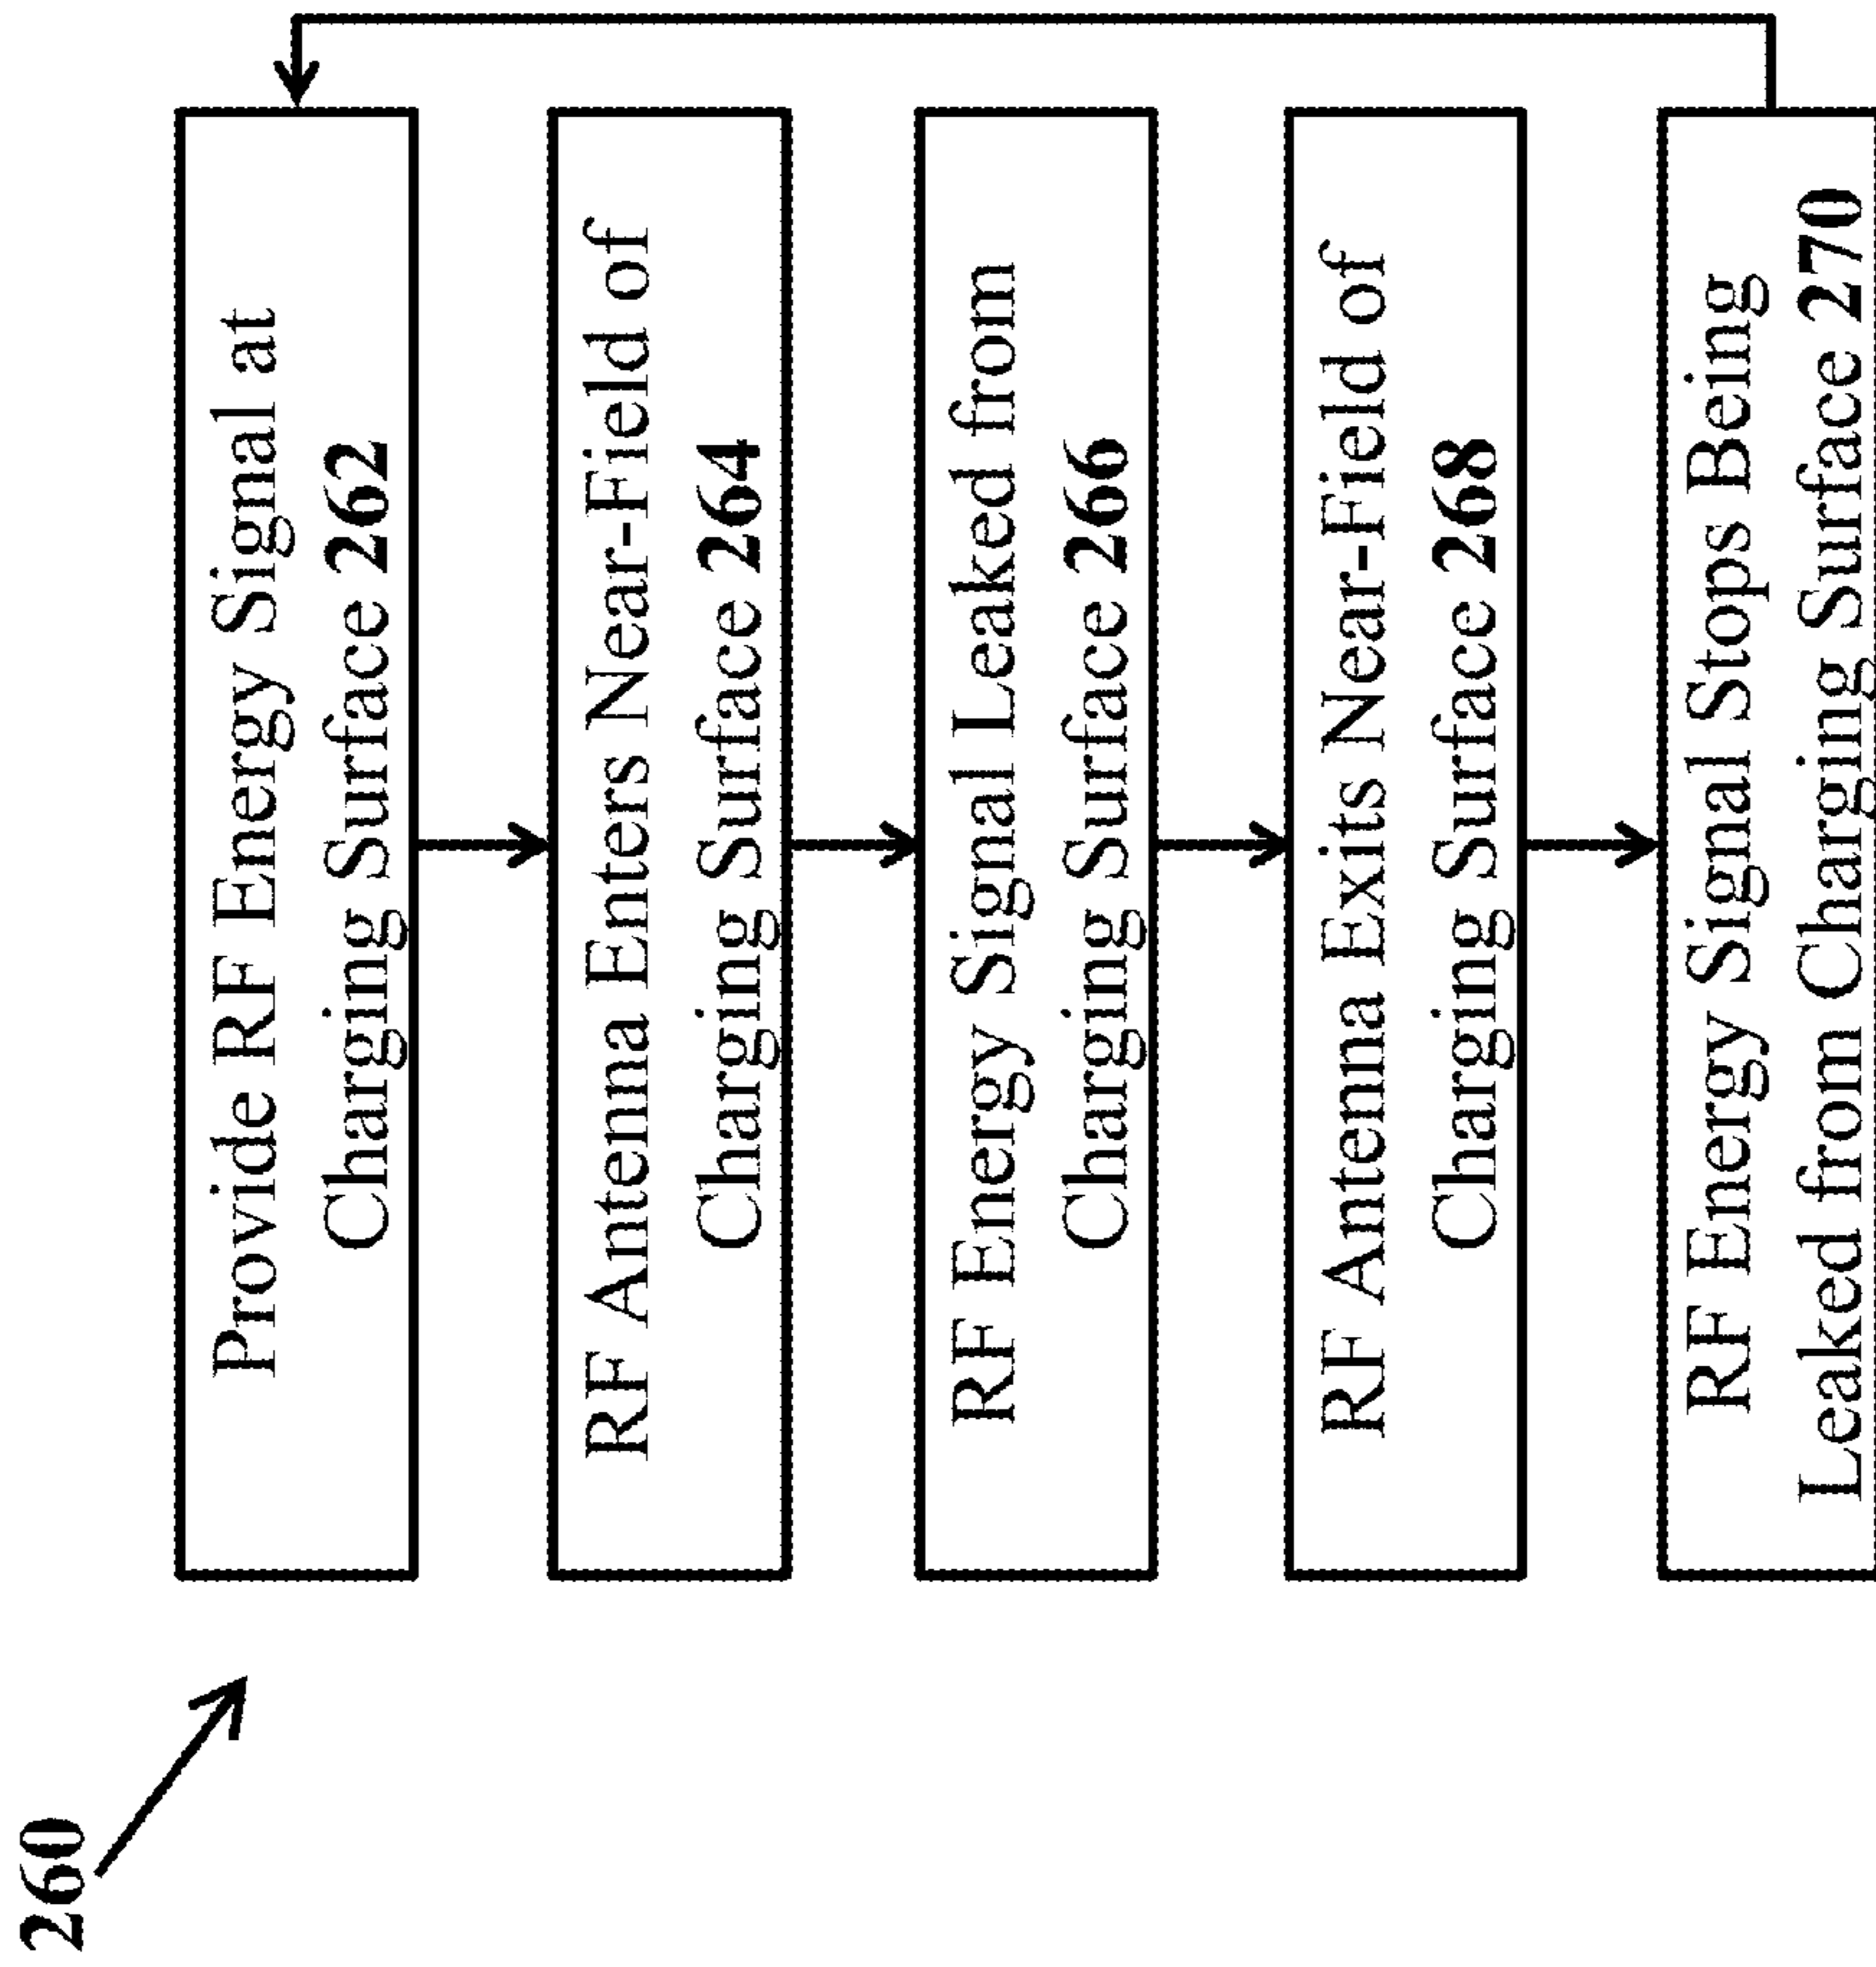 260
Provide RF Energy Signal at
Charging Surface 262
RF Antenna Enters Near-Field of
Charging Surface 264
RF Energy Signal Leaked from
Charging Surface 266
RF Antenna Exits Near-Field of
Charging Surface 268
RF Energy Signal Stops Being
Leaked from Charging Surface 270